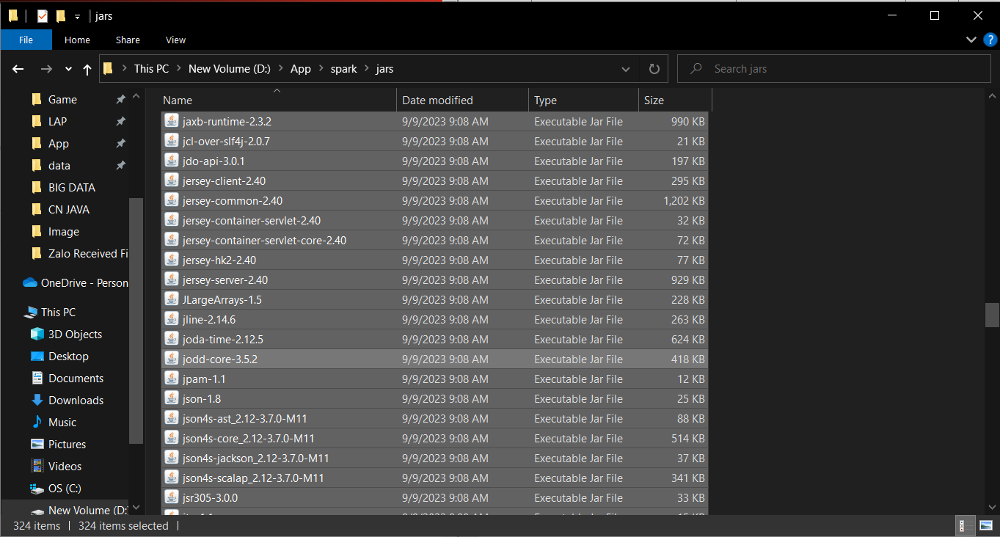 jars
File Home Share View
This PC New Volume (D:) App spark jars Search jars
Game
LAP
App
data
BIG DATA
CN JAVA
Image
Zalo Received Fi
OneDrive - Person
This PC
3D Objects
Desktop
Documents
Downloads
Music
Pictures
Videos
OS (C:)
New Volume (D:
Name Date modified Type Size
jaxb-runtime-2.3.2 9/9/2023 9:08 AM Executable Jar File 990 KB
jcl-over-slf4j-2.0.7 9/9/2023 9:08 AM Executable Jar File 21 KB
jdo-api-3.0.1 9/9/2023 9:08 AM Executable Jar File 197 KB
jersey-client-2.40 9/9/2023 9:08 AM Executable Jar File 295 KB
jersey-common-2.40 9/9/2023 9:08 AM Executable Jar File 1,202 KB
jersey-container-servlet-2.40 9/9/2023 9:08 AM Executable Jar File 32 KB
jersey-container-servlet-core-2.40 9/9/2023 9:08 AM Executable Jar File 72 KB
jersey-hk2-2.40 9/9/2023 9:08 AM Executable Jar File 77 KB
jersey-server-2.40 9/9/2023 9:08 AM Executable Jar File 929 KB
JLargeArrays-1.5 9/9/2023 9:08 AM Executable Jar File 228 KB
jline-2.14.6 9/9/2023 9:08 AM Executable Jar File 263 KB
joda-time-2.12.5 9/9/2023 9:08 AM Executable Jar File 624 KB
jodd-core-3.5.2 9/9/2023 9:08 AM Executable Jar File 418 KB
jpam-1.1 9/9/2023 9:08 AM Executable Jar File 12 KB
json-1.8 9/9/2023 9:08 AM Executable Jar File 25 KB
json4s-ast_2.12-3.7.0-M11 9/9/2023 9:08 AM Executable Jar File 88 KB
json4s-core_2.12-3.7.0-M11 9/9/2023 9:08 AM Executable Jar File 514 KB
json4s-jackson_2.12-3.7.0-M11 9/9/2023 9:08 AM Executable Jar File 37 KB
json4s-scalap_2.12-3.7.0-M11 9/9/2023 9:08 AM Executable Jar File 341 KB
jsr305-3.0.0 9/9/2023 9:08 AM Executable Jar File 33 KB
324 items 324 items selected